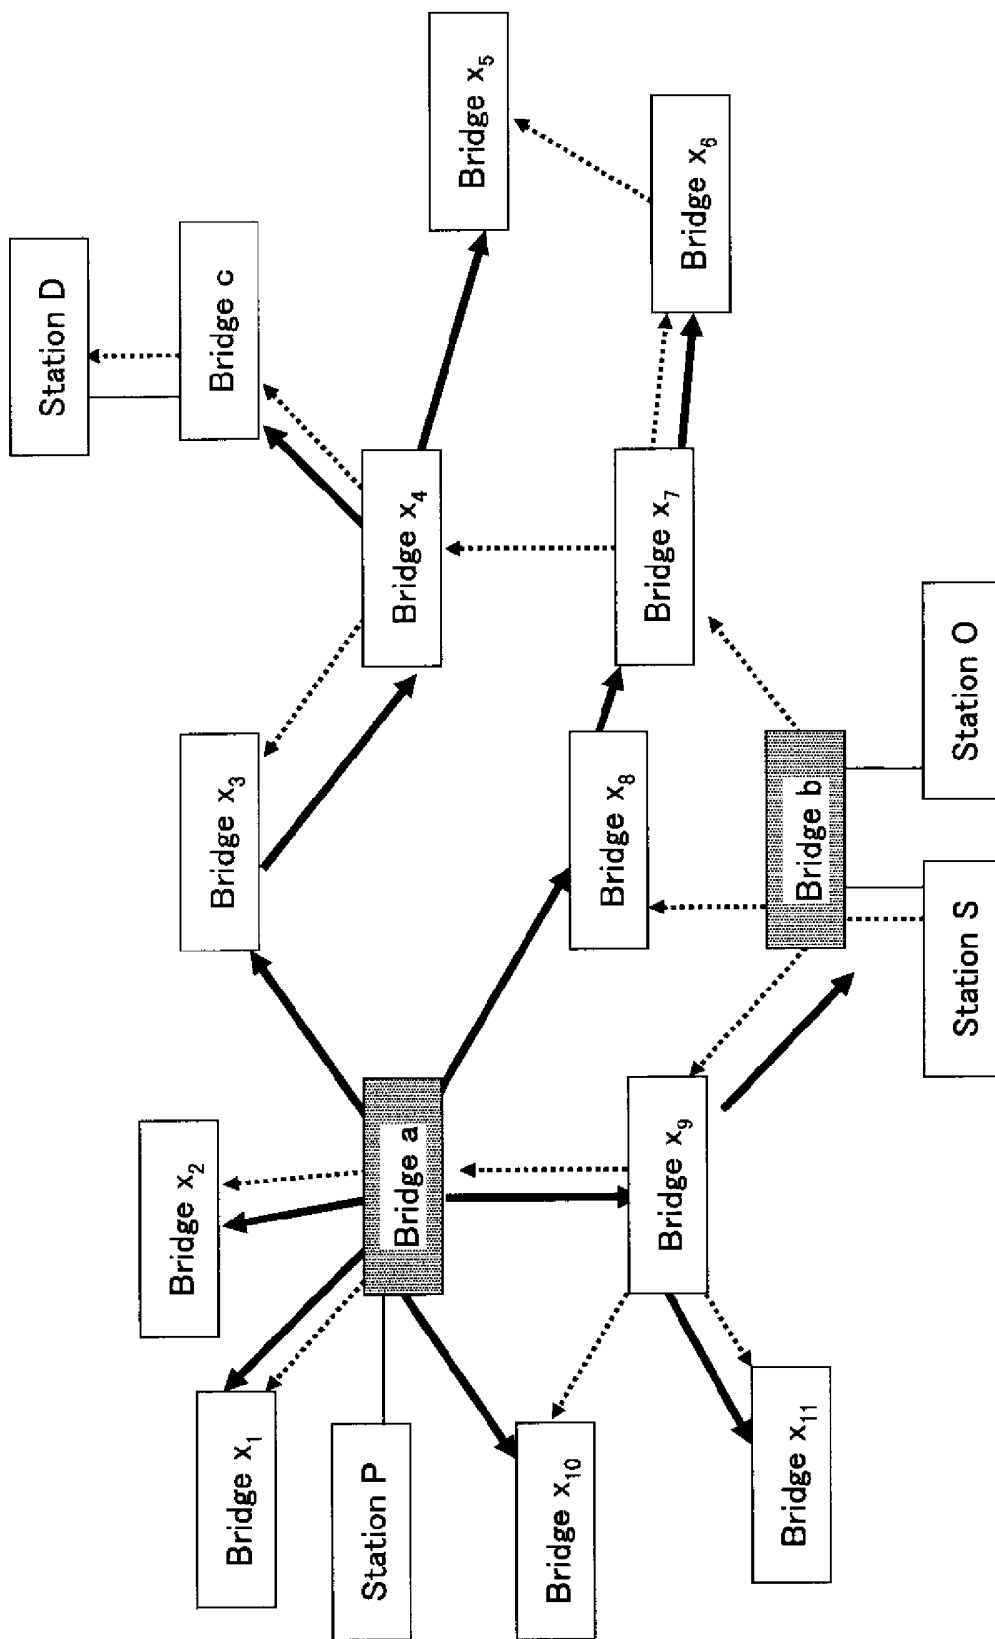 Station D
Bridge x₂
Bridge x₁
Bridge x₃
Bridge c
Station P
Bridge a
Bridge x₄
Bridge x₅
Bridge x₁₀
Bridge x₈
Bridge x₉
Bridge x₇
Bridge x₆
Bridge x₁₁
Bridge b
Station S
Station O